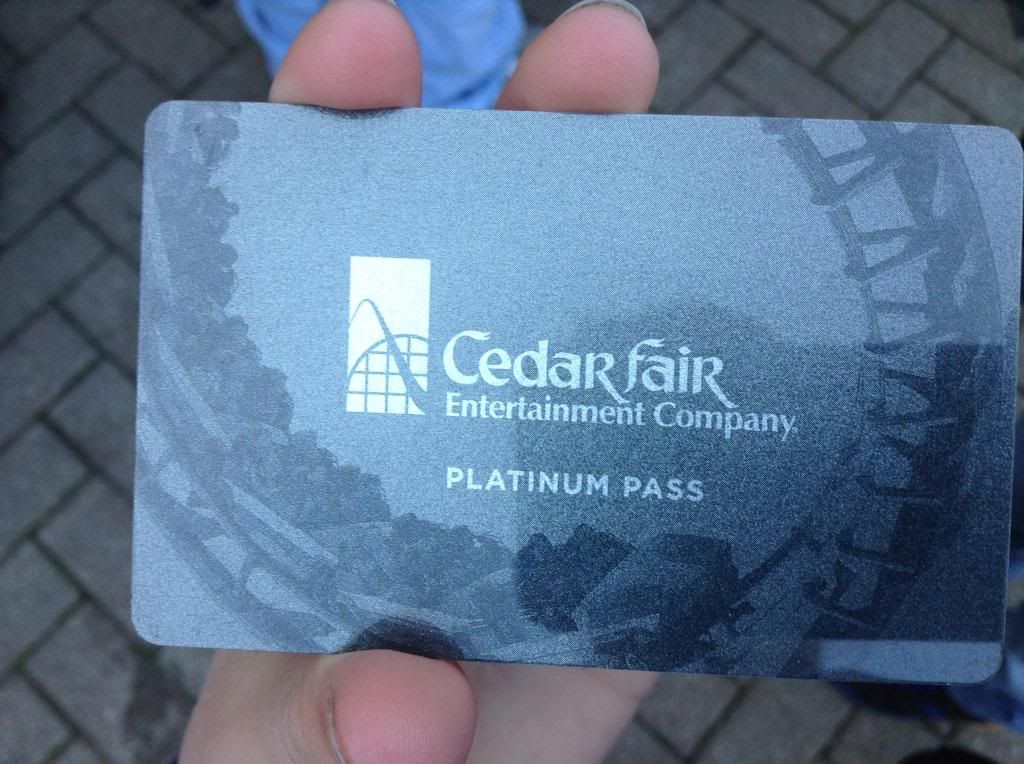 Cedar Fair
Entertainment Company
PLATINUM PASS